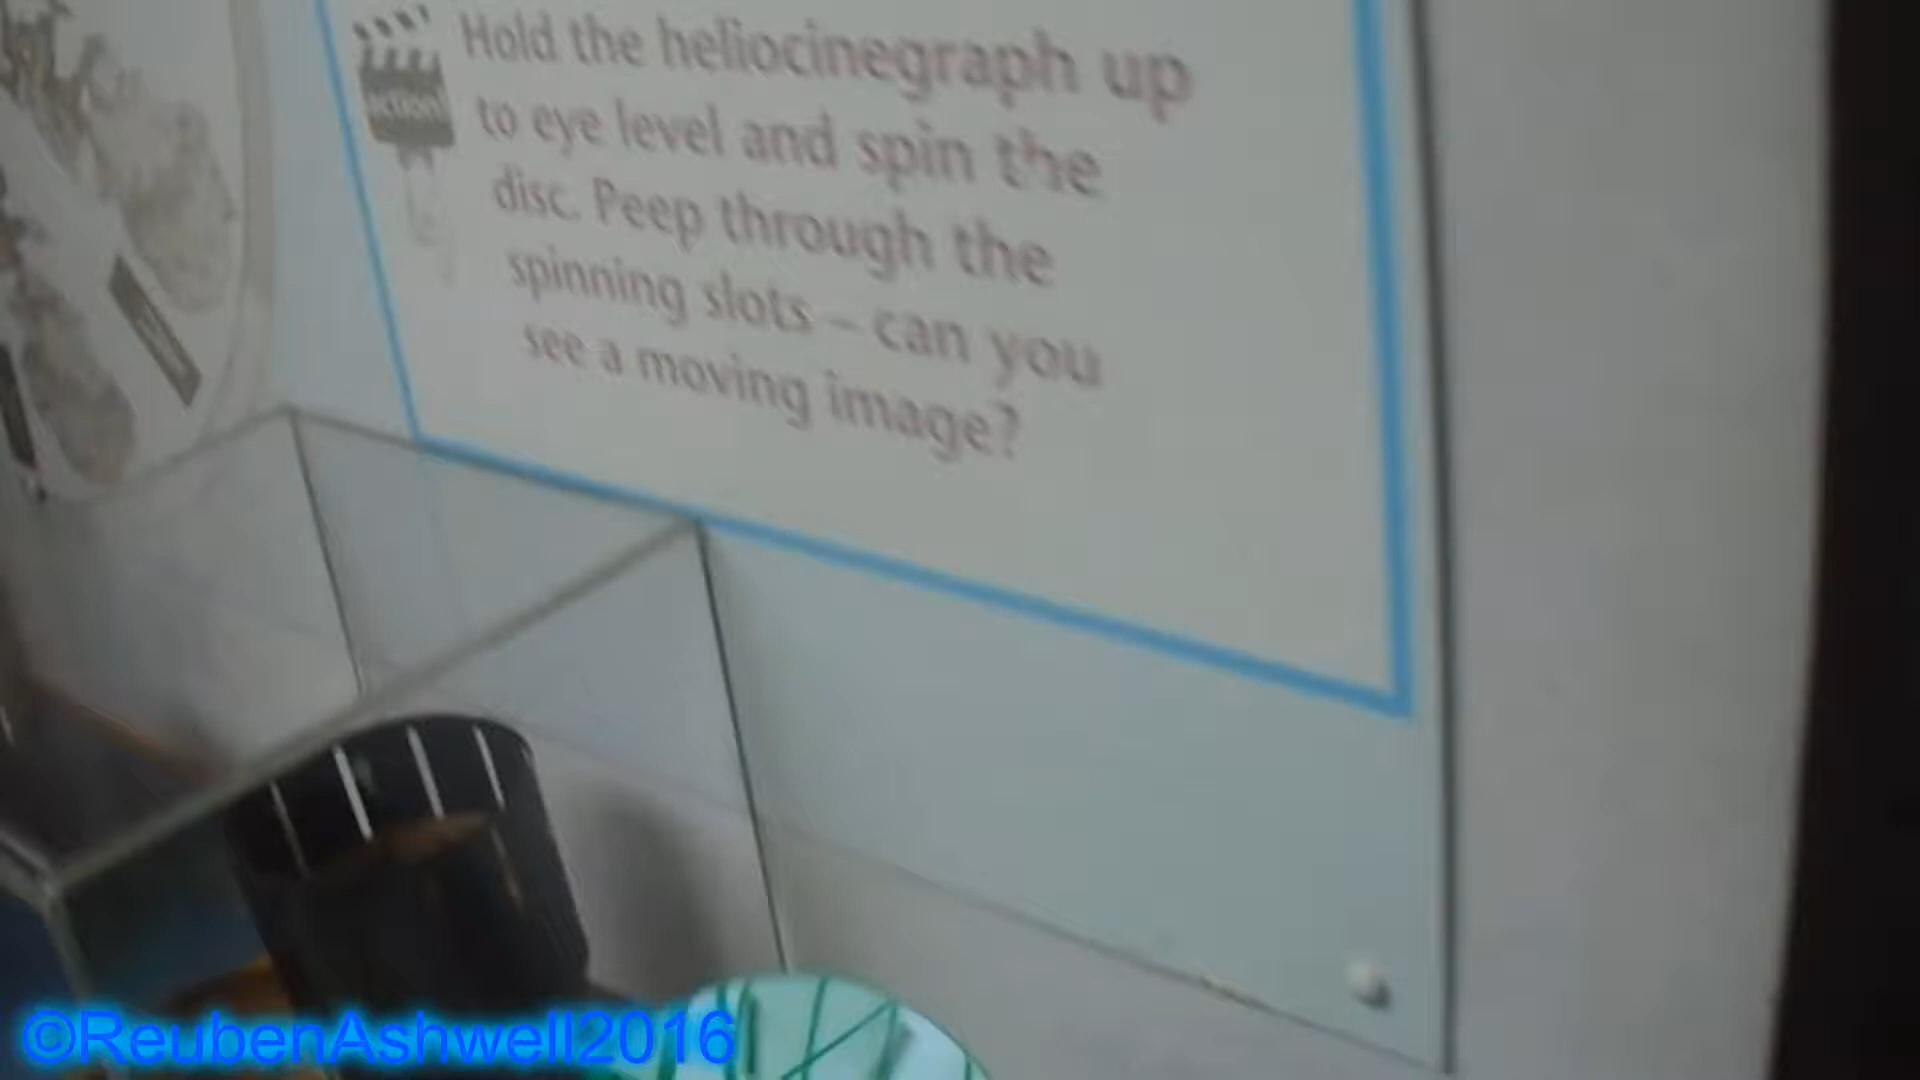 Hold the heliocinegraph up
action!
to eye level and spin the
disc. Peep through the
spinning slots – can you
see a moving image?
©ReubenAshwell2016